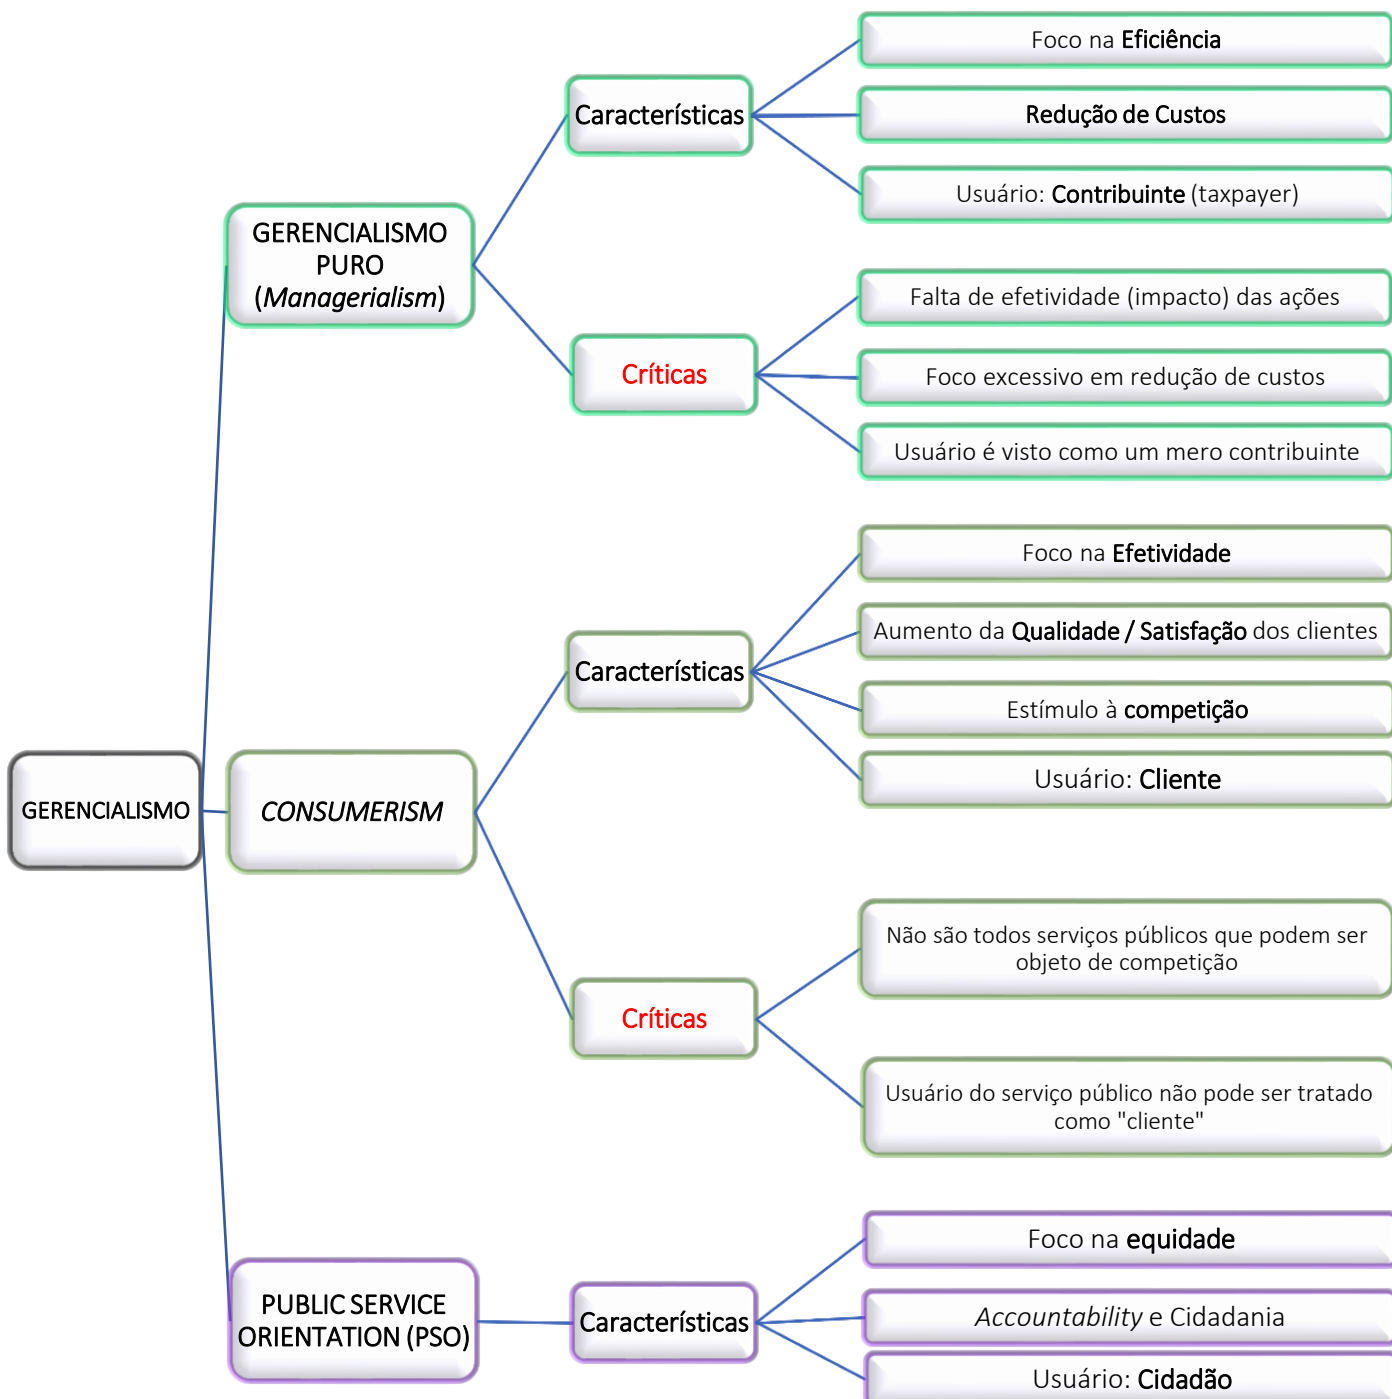 GERENCIALISMO
GERENCIALISMO
PURO
(Managerialism)
Características
Foco na Eficiência
Redução de Custos
Usuário: Contribuinte (taxpayer)
Críticas
Falta de efetividade (impacto) das ações
Foco excessivo em redução de custos
Usuário é visto como um mero contribuinte
CONSUMERISM
Características
Foco na Efetividade
Aumento da Qualidade / Satisfação dos clientes
Estímulo à competição
Usuário: Cliente
Críticas
Não são todos serviços públicos que podem ser
objeto de competição
Usuário do serviço público não pode ser tratado
como "cliente"
PUBLIC SERVICE
ORIENTATION (PSO)
Características
Foco na equidade
Accountability e Cidadania
Usuário: Cidadão